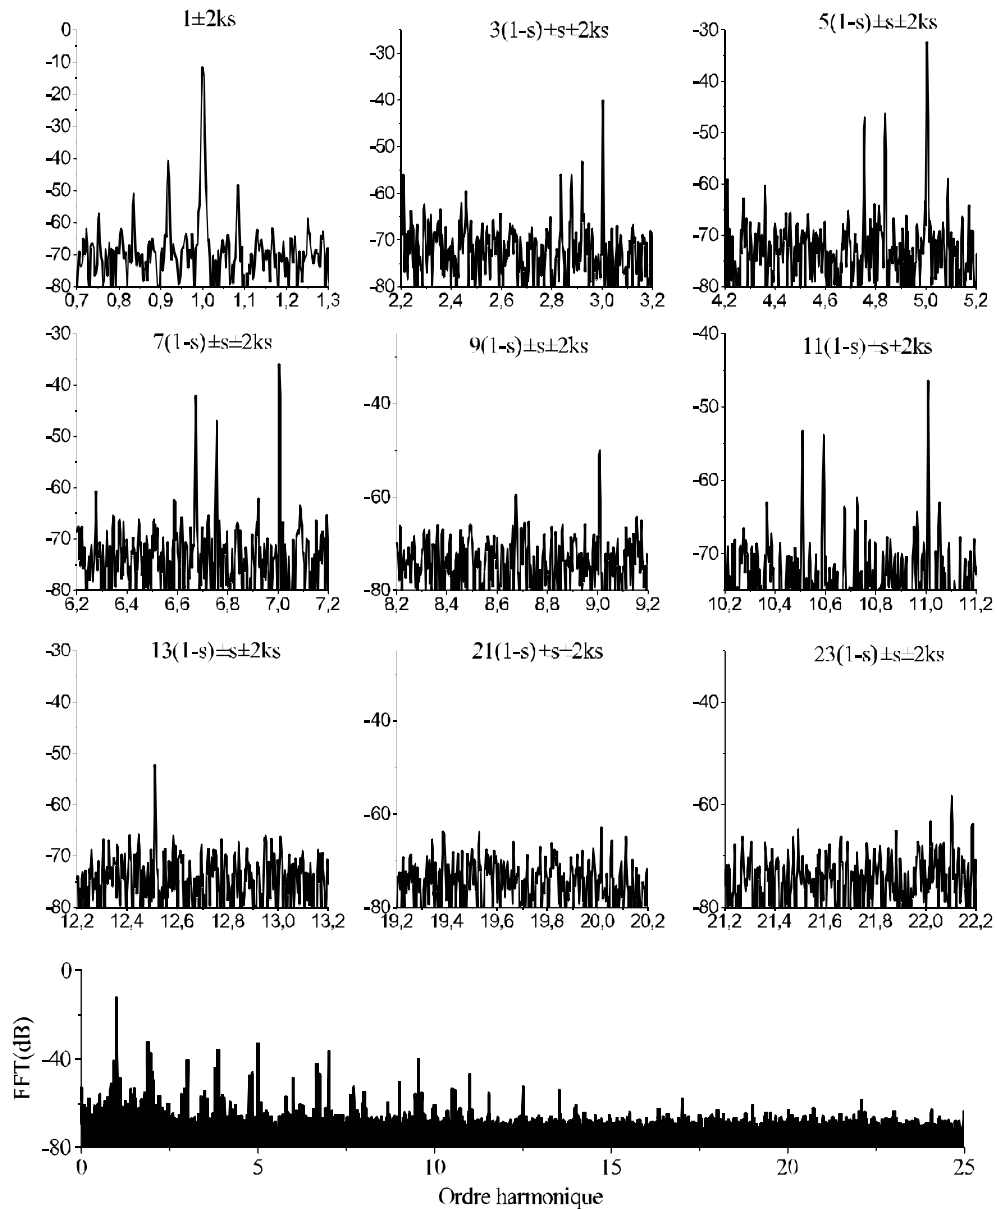 1±2ks
0
-10
-20
-30
-40
-50
-60
-70
-80
0,7 0,8 0,9 1,0 1,1 1,2 1,3
3(1-s)+s+2ks
-30
-40
-50
-60
-70
-80
2,2 2,4 2,6 2,8 3,0 3,2
5(1-s)±s±2ks
-30
-40
-50
-60
-70
-80
4,2 4,4 4,6 4,8 5,0 5,2
7(1-s)±s±2ks
-30
-40
-50
-60
-70
-80
6,2 6,4 6,6 6,8 7,0 7,2
9(1-s)±s±2ks
-40
-60
-80
8,2 8,4 8,6 8,8 9,0 9,2
11(1-s)±s+2ks
-40
-50
-60
-70
10,2 10,4 10,6 10,8 11,0 11,2
13(1-s)±s±2ks
-30
-40
-50
-60
-70
-80
12,2 12,4 12,6 12,8 13,0 13,2
21(1-s)+s±2ks
-40
-60
-80
19,2 19,4 19,6 19,8 20,0 20,2
23(1-s)±s±2ks
-40
-60
-80
21,2 21,4 21,6 21,8 22,0 22,2
FFT(dB)
0
-40
-60
-80
0 5 10 15 20 25
Ordre harmonique